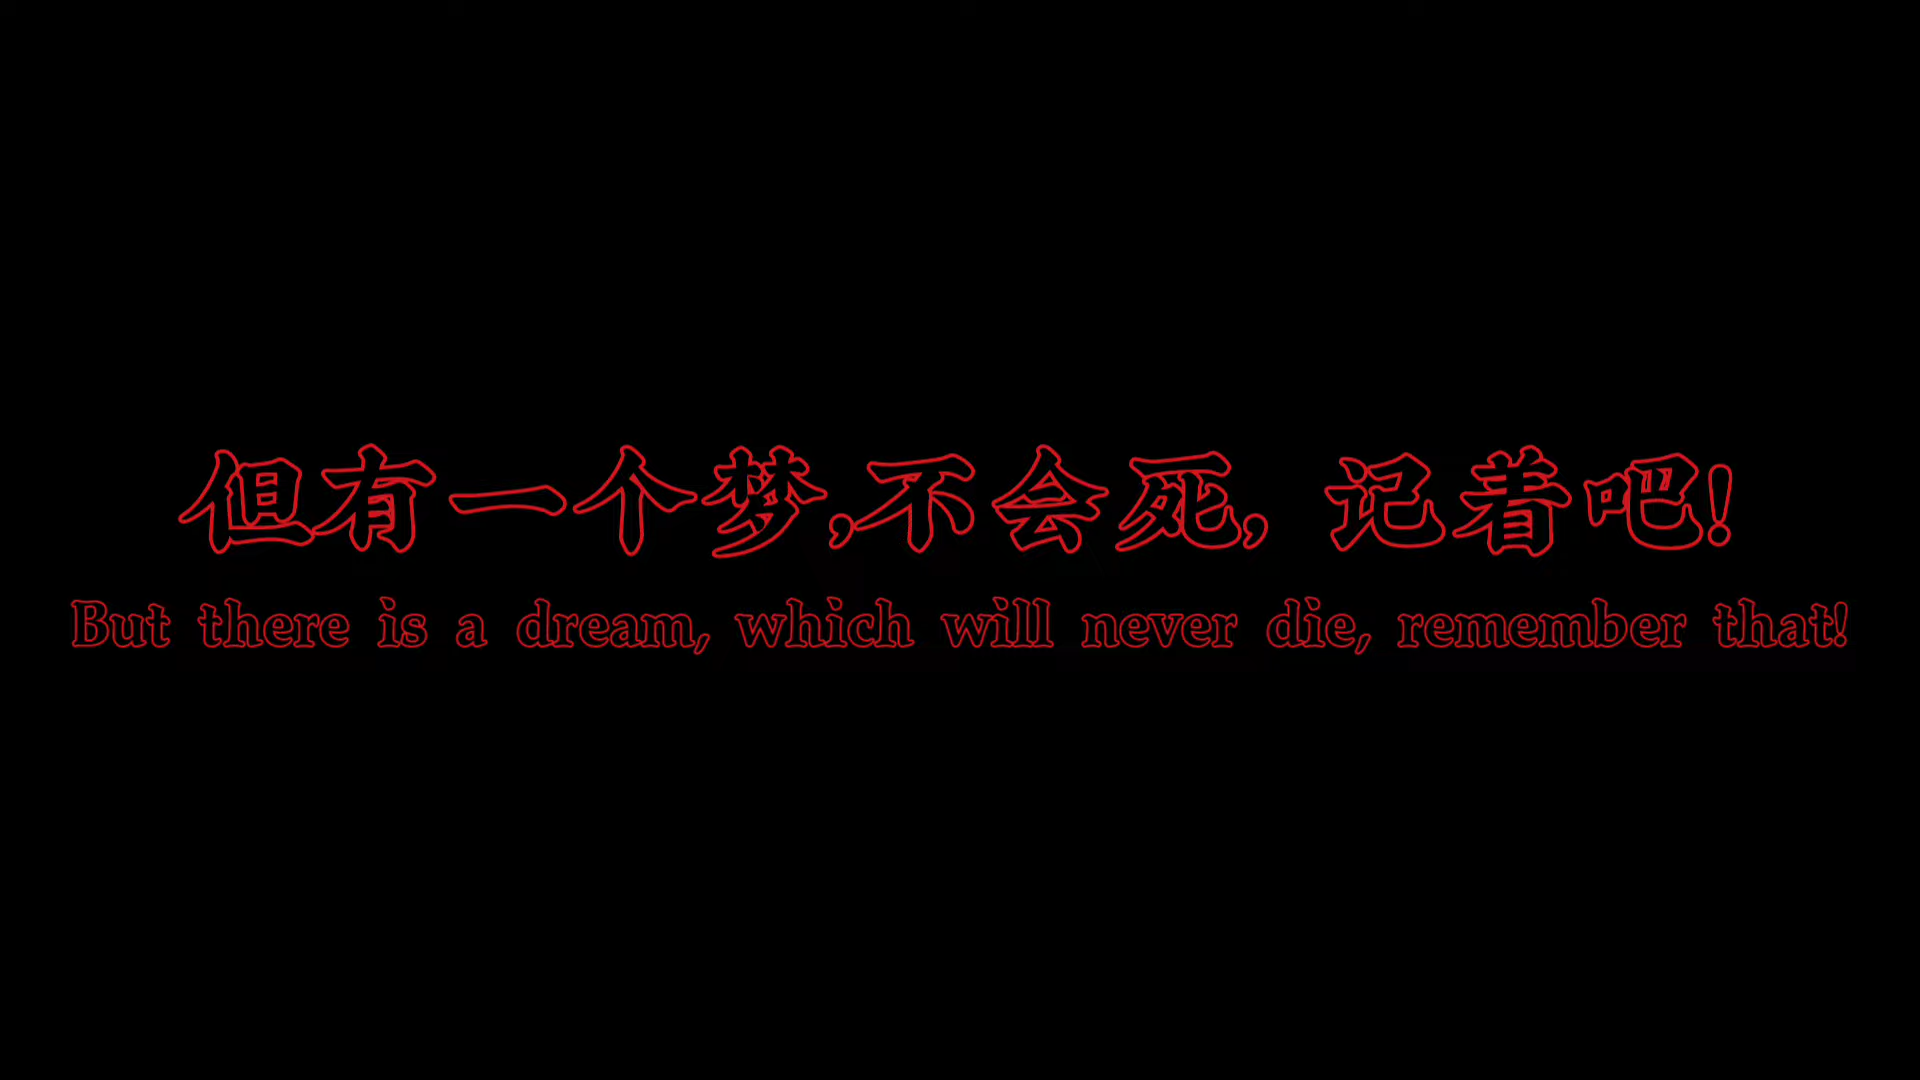 但有一个梦,不会死, 记着吧!
But there is a dream, which will never die, remember that!